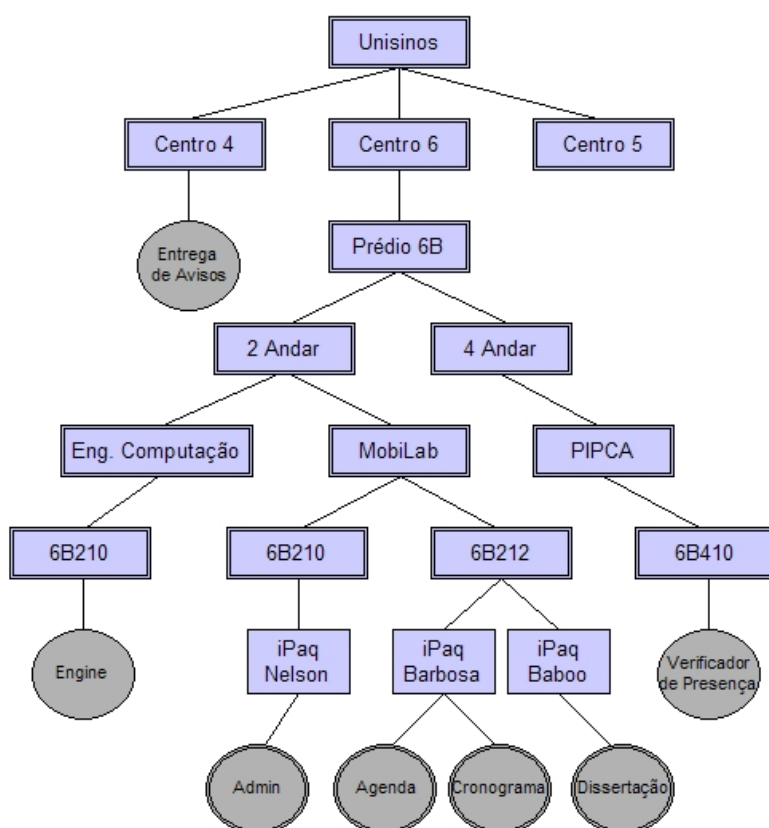 Unisinos
Centro 4
Centro 6
Centro 5
Entrega
de Avisos
Prédio 6B
2 Andar
4 Andar
Eng. Computação
MobiLab
PIPCA
6B210
6B210
6B212
6B410
Engine
iPaq
Nelson
iPaq
Barbosa
iPaq
Baboo
Verificador
de Presença
Admin
Agenda
Cronograma
Dissertação